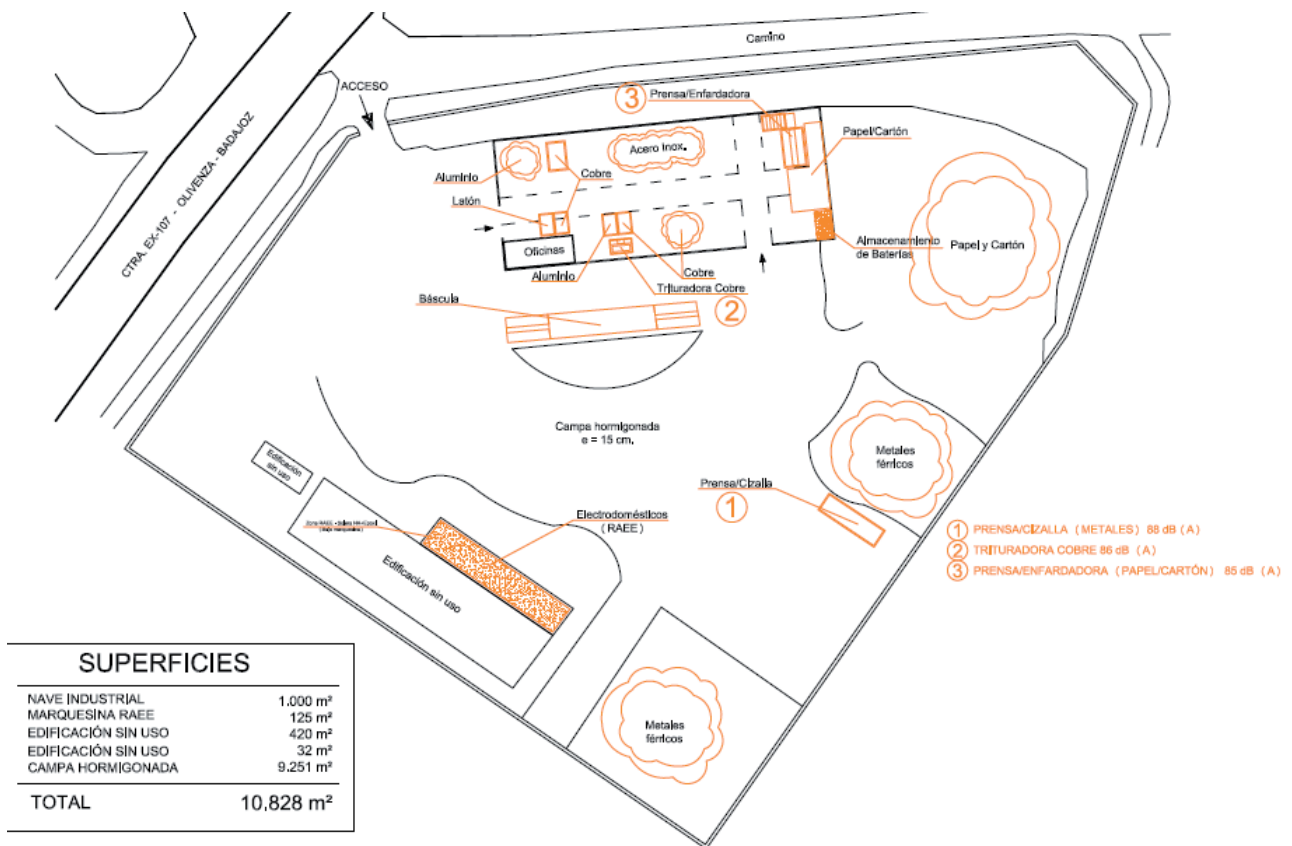 Camino
ACCESO
CTRA. EX-107 - OLIVENZA - BADAJOZ
3 Prensa/Enfardadora
Papel/Cartón
Acero Inox.
Aluminio
Cobre
Latón
Oficinas
Almacenamiento
de Baterías
Papel y Cartón
Aluminio
Cobre
Trituradora Cobre
2
Báscula
Campa hormigonada
e = 15 cm.
Metales
férricos
Edificación
sin uso
Prensa/Cizalla
1
Electrodomésticos
(RAEE)
Edificación sin uso
1 PRENSA/CIZALLA (METALES) 88 dB (A)
2 TRITURADORA COBRE 86 dB (A)
3 PRENSA/ENFARDADORA (PAPEL/CARTÓN) 85 dB (A)
Metales
férricos
SUPERFICIES
NAVE INDUSTRIAL 1.000 m²
MARQUESINA RAEE 125 m²
EDIFICACIÓN SIN USO 420 m²
EDIFICACIÓN SIN USO 32 m²
CAMPA HORMIGONADA 9.251 m²
TOTAL 10,828 m²